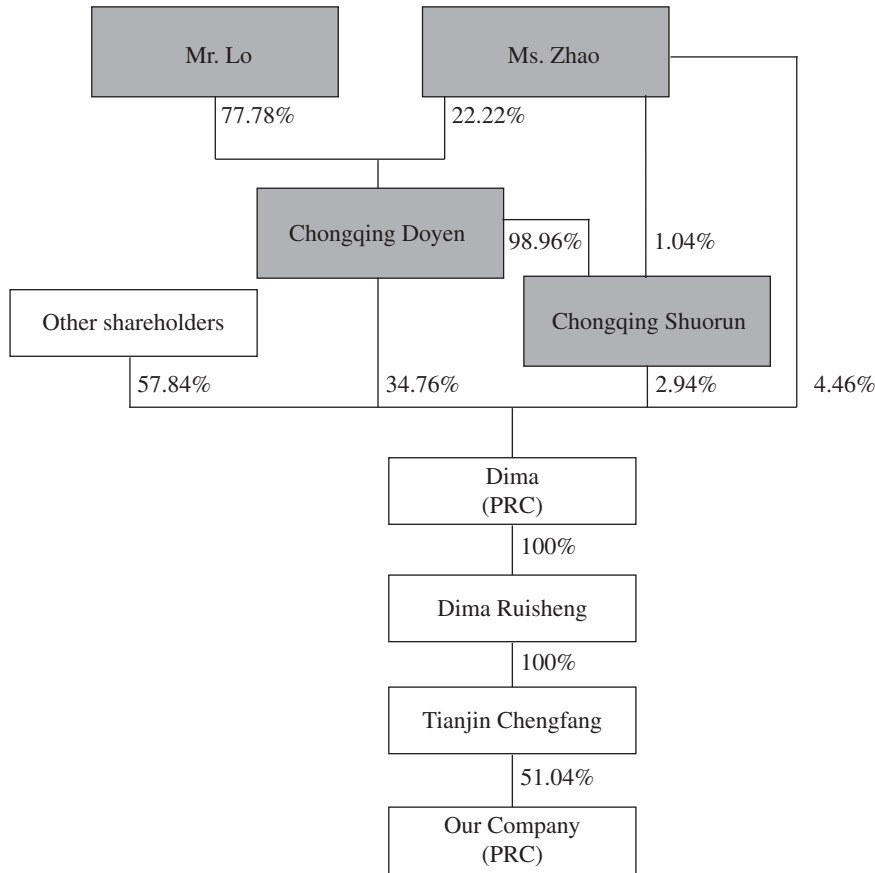 Mr. Lo
Ms. Zhao
77.78%
22.22%
Chongqing Doyen
98.96%
1.04%
Other shareholders
Chongqing Shuorun
57.84%
34.76%
2.94%
4.46%
Dima
(PRC)
100%
Dima Ruisheng
100%
Tianjin Chengfang
51.04%
Our Company
(PRC)